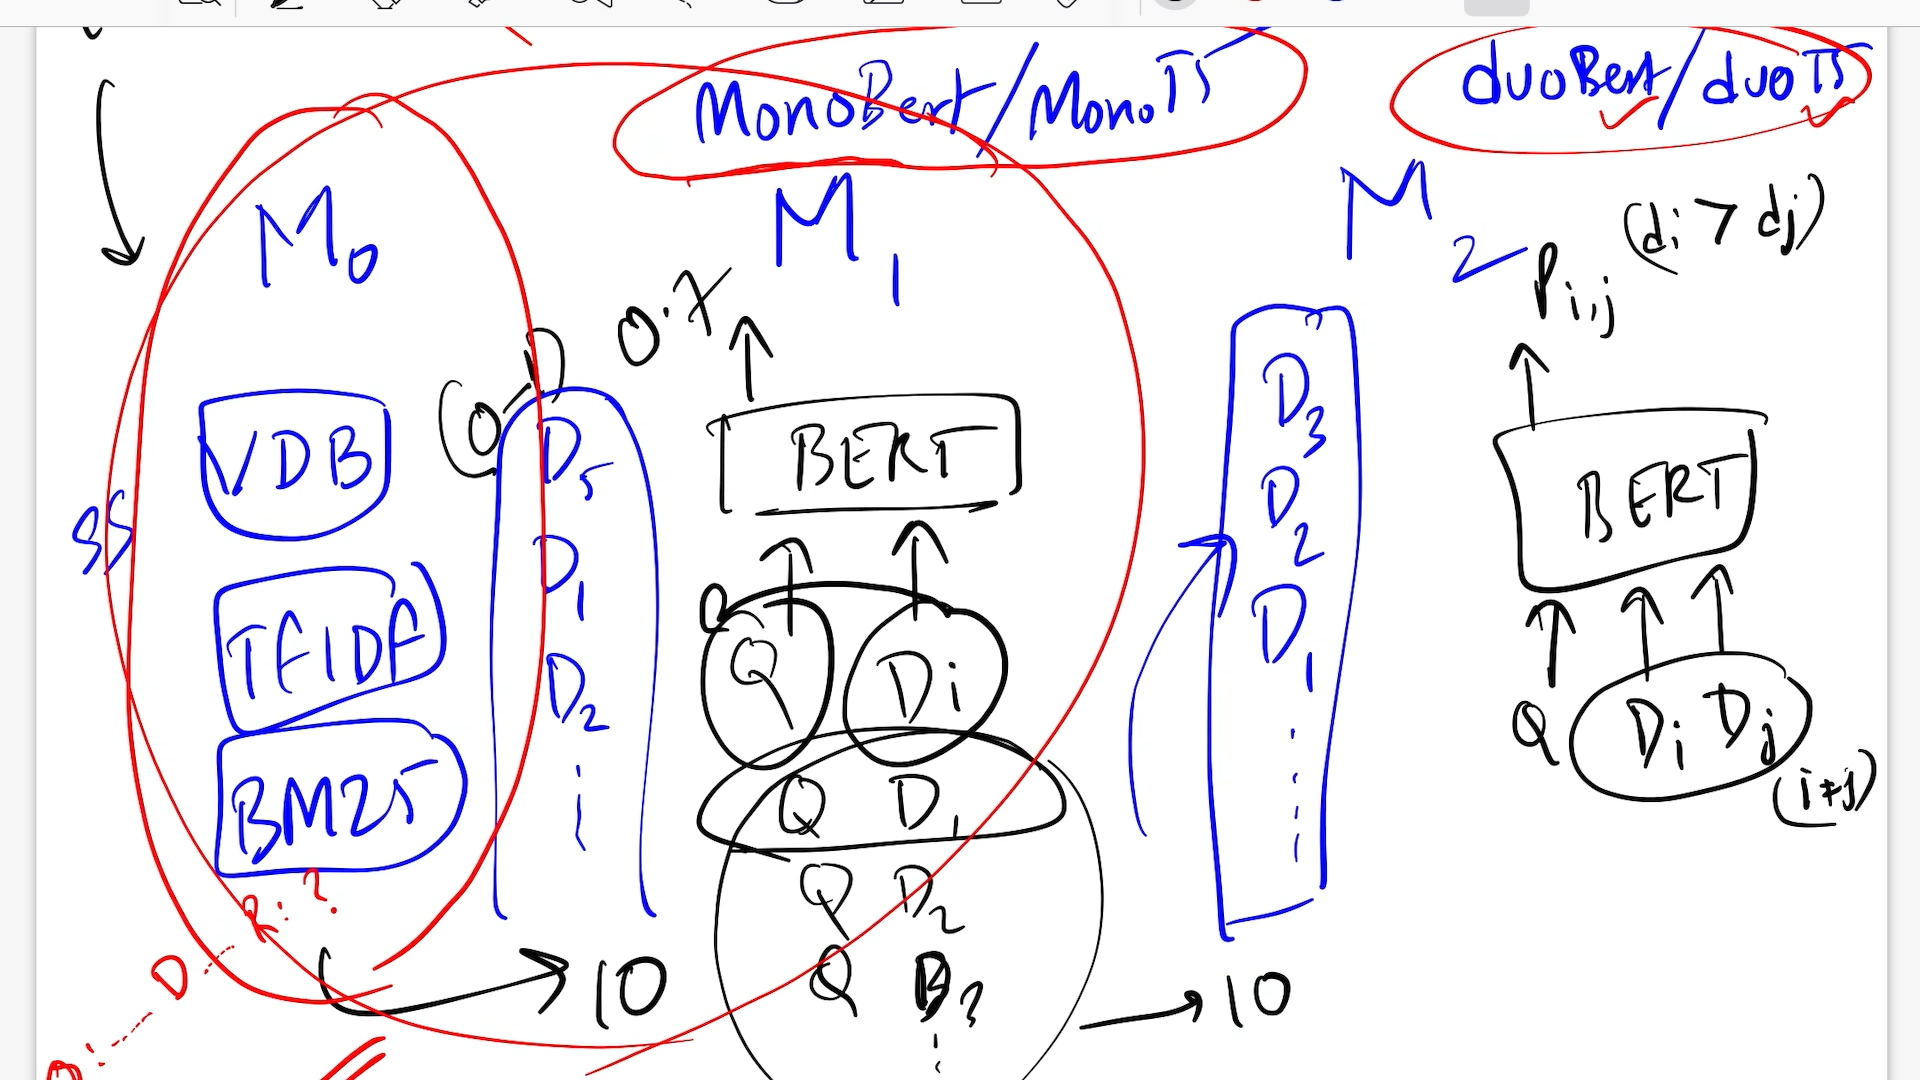 MonoBert/MonoT5
duoBert/duoT5
M0
M1
M2
Pi,j (di > dj)
0.7
(0-1)
VDB
TFIDF
BM25
SS
D5
D1
D2
BERT
Q Di
Q D1
Q D2
Q D3
D3
D2
D1
BERT
Q Di Dj
(i≠j)
R: ?
D
10
10